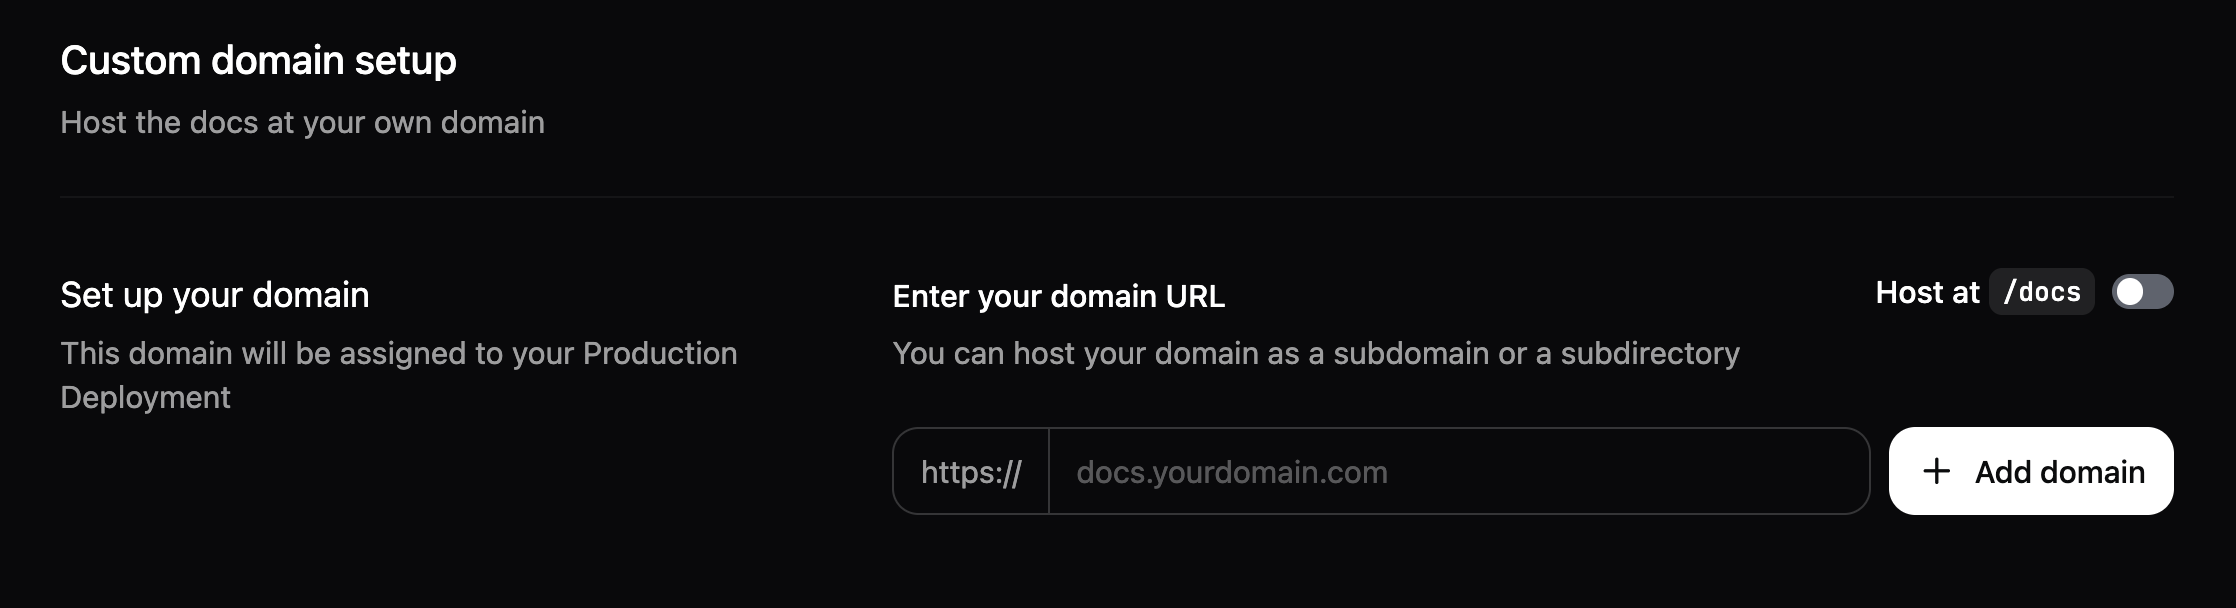 Custom domain setup
Host the docs at your own domain
Set up your domain
This domain will be assigned to your Production
Deployment
Enter your domain URL
Host at /docs
You can host your domain as a subdomain or a subdirectory
https://
docs.yourdomain.com
+ Add domain